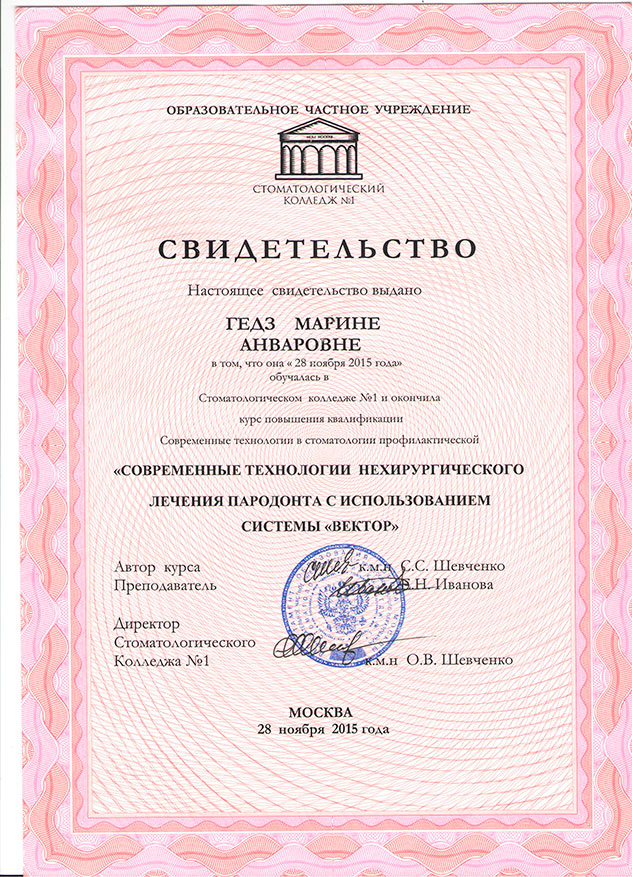 ОБРАЗОВАТЕЛЬНОЕ ЧАСТНОЕ УЧРЕЖДЕНИЕ
СТОМАТОЛОГИЧЕСКИЙ
КОЛЛЕДЖ №1
СВИДЕТЕЛЬСТВО
Настоящее свидетельство выдано
ГЕДЗ МАРИНЕ
АНВАРОВНЕ
в том, что она « 28 ноября 2015 года»
обучалась в
Стоматологическом колледже №1 и окончила
курс повышения квалификации
Современные технологии в стоматологии профилактической
«СОВРЕМЕННЫЕ ТЕХНОЛОГИИ НЕХИРУРГИЧЕСКОГО
ЛЕЧЕНИЯ ПАРОДОНТА С ИСПОЛЬЗОВАНИЕМ
СИСТЕМЫ «ВЕКТОР»
Автор курса к.м.н С.С. Шевченко
Преподаватель Е.Н. Иванова
Директор
Стоматологического
Колледжа №1 к.м.н О.В. Шевченко
МОСКВА
28 ноября 2015 года